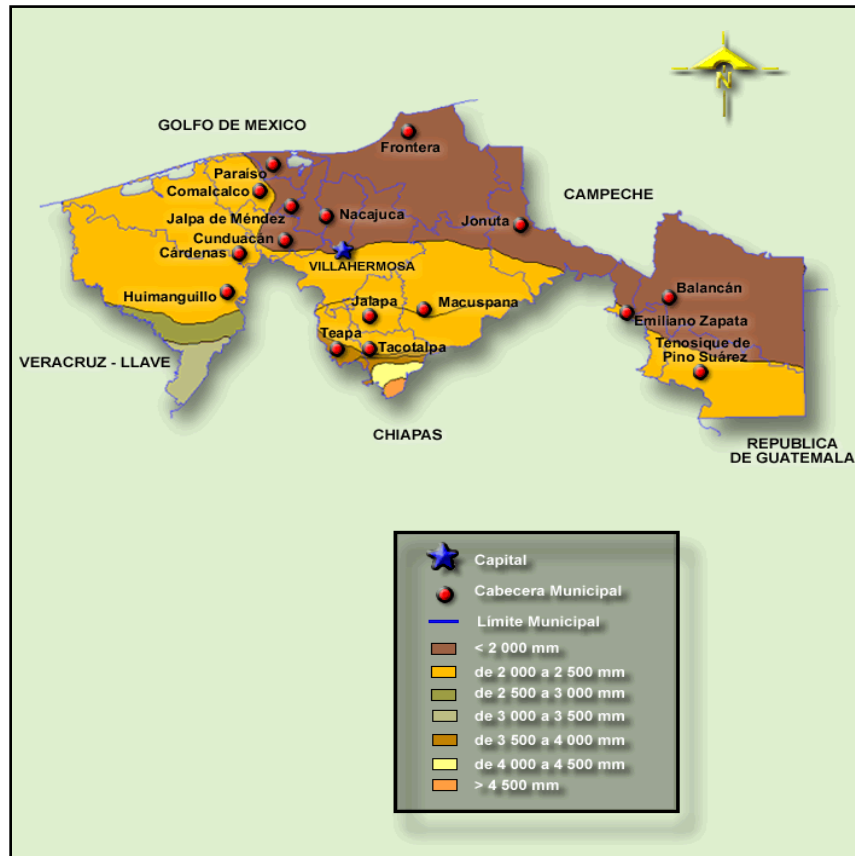 N
GOLFO DE MEXICO
Frontera
Paraíso
CAMPECHE
Comalcalco
Jalpa de Méndez
Nacajuca
Jonuta
Cunduacán
Cárdenas
VILLAHERMOSA
Balancán
Huimanguillo
Jalapa
Macuspana
Emiliano Zapata
Teapa
Tacotalpa
Tenosique de
Pino Suárez
VERACRUZ - LLAVE
CHIAPAS
REPUBLICA
DE GUATEMALA
Capital
Cabecera Municipal
Límite Municipal
< 2 000 mm
de 2 000 a 2 500 mm
de 2 500 a 3 000 mm
de 3 000 a 3 500 mm
de 3 500 a 4 000 mm
de 4 000 a 4 500 mm
> 4 500 mm